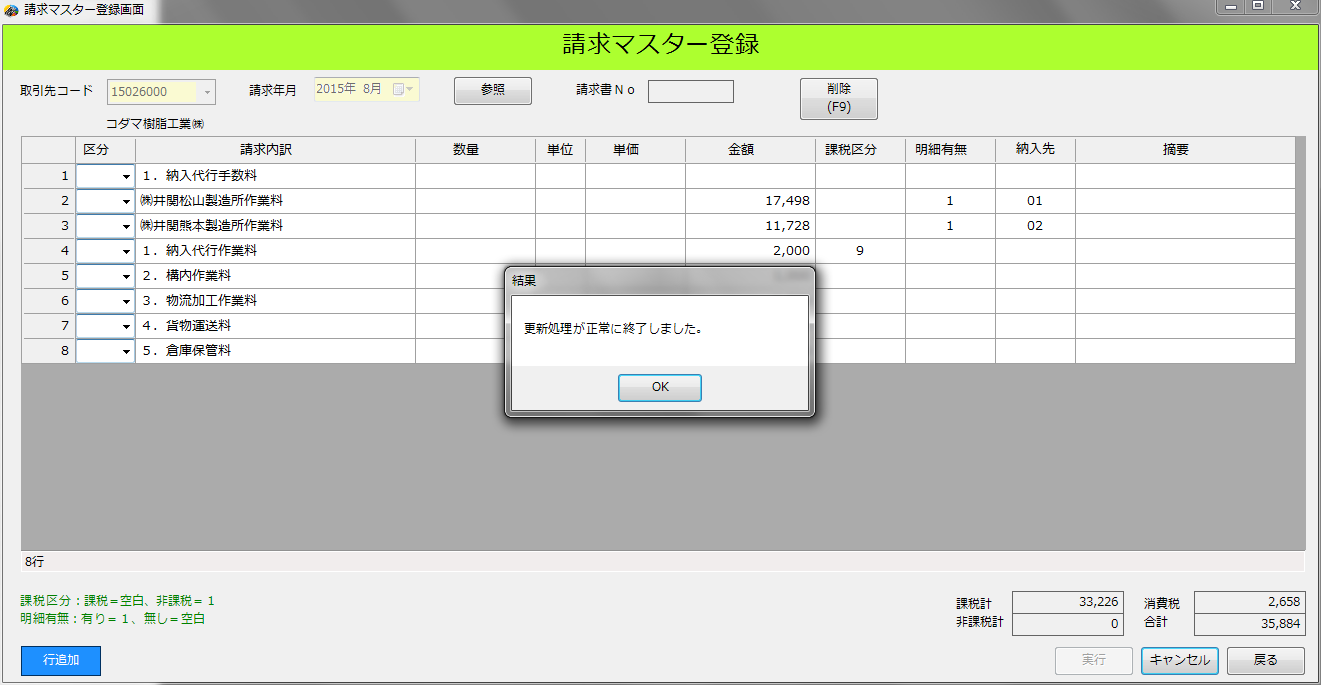 請求マスター登録画面
請求マスター登録
取引先コード 15026000 請求年月 2015年 8月 参照 請求書No 削除
(F9)
コダマ樹脂工業㈱
区分 請求内訳 数量 単位 単価 金額 課税区分 明細有無 納入先 摘要
1 1. 納入代行手数料
2 ㈱井関松山製造所作業料 17,498 1 01
3 ㈱井関熊本製造所作業料 11,728 1 02
4 1. 納入代行作業料 2,000 9
5 2. 構内作業料
6 3. 物流加工作業料
7 4. 貨物運送料
8 5. 倉庫保管料
結果
更新処理が正常に終了しました。
OK
8行
課税区分：課税＝空白、非課税＝１
明細有無：有り＝１、無し＝空白
課税計 33,226 消費税 2,658
非課税計 0 合計 35,884
行追加 実行 キャンセル 戻る